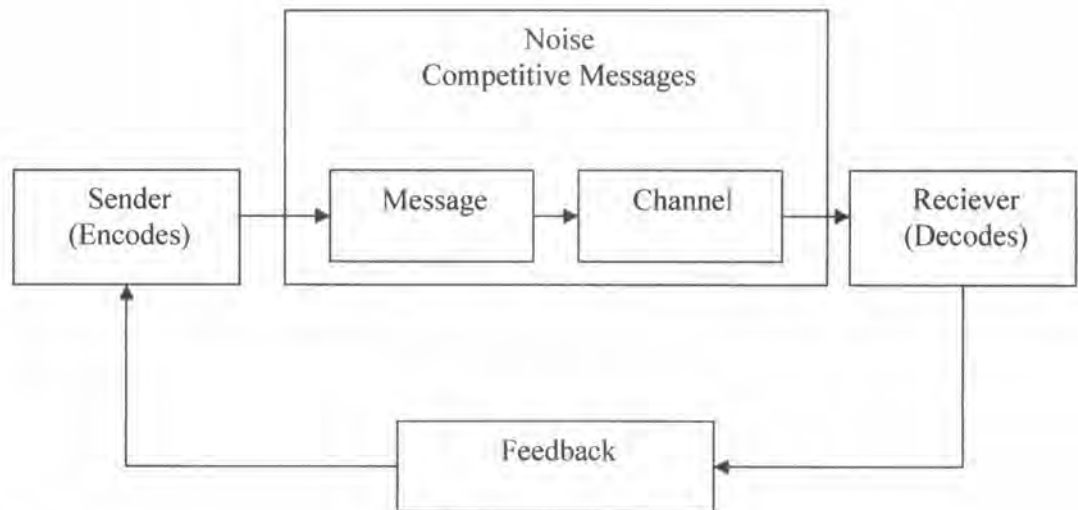 Noise
Competitive Messages
Sender
(Encodes)
Message
Channel
Reciever
(Decodes)
Feedback